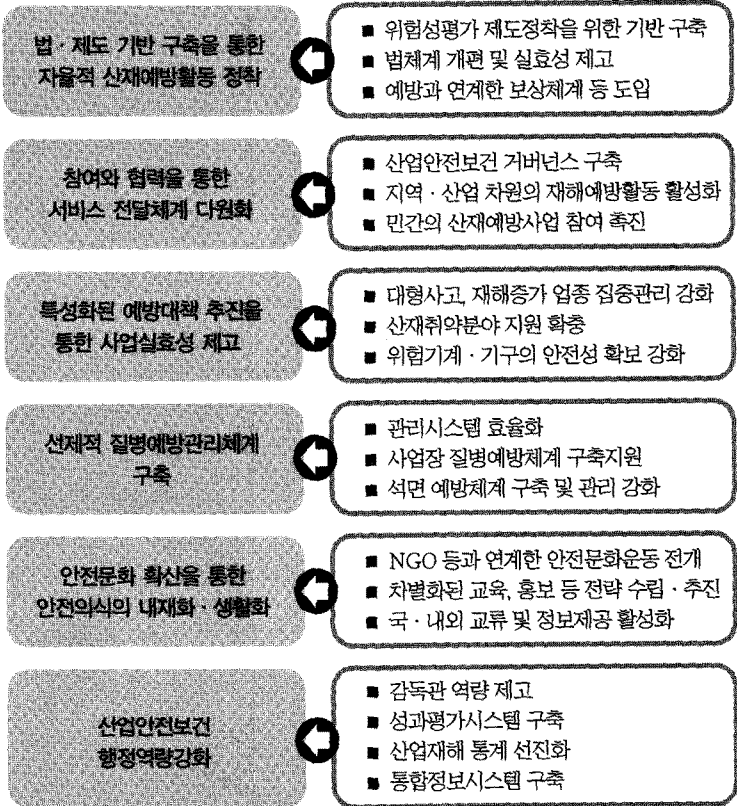 법 · 제도 기반 구축을 통한
자율적 산재예방활동 정착
■ 위험성평가 제도정착을 위한 기반 구축
■ 법체계 개편 및 실효성 제고
■ 예방과 연계한 보상체계 등 도입
참여와 협력을 통한
서비스 전달체계 다원화
■ 산업안전보건 거버넌스 구축
■ 지역 · 산업 차원의 재해예방활동 활성화
■ 민간의 산재예방사업 참여 촉진
특성화된 예방대책 추진을
통한 사업실효성 제고
■ 대형사고, 재해증가 업종 집중관리 강화
■ 산재취약분야 지원 확충
■ 위험기계 · 기구의 안전성 확보 강화
선제적 질병예방관리체계
구축
■ 관리시스템 효율화
■ 사업장 질병예방체계 구축지원
■ 석면 예방체계 구축 및 관리 강화
안전문화 확산을 통한
안전의식의 내재화 · 생활화
■ NGO 등과 연계한 안전문화운동 전개
■ 차별화된 교육, 홍보 등 전략 수립 · 추진
■ 국 · 내외 교류 및 정보제공 활성화
산업안전보건
행정역량강화
■ 감독관 역량 제고
■ 성과평가시스템 구축
■ 산업재해 통계 선진화
■ 통합정보시스템 구축